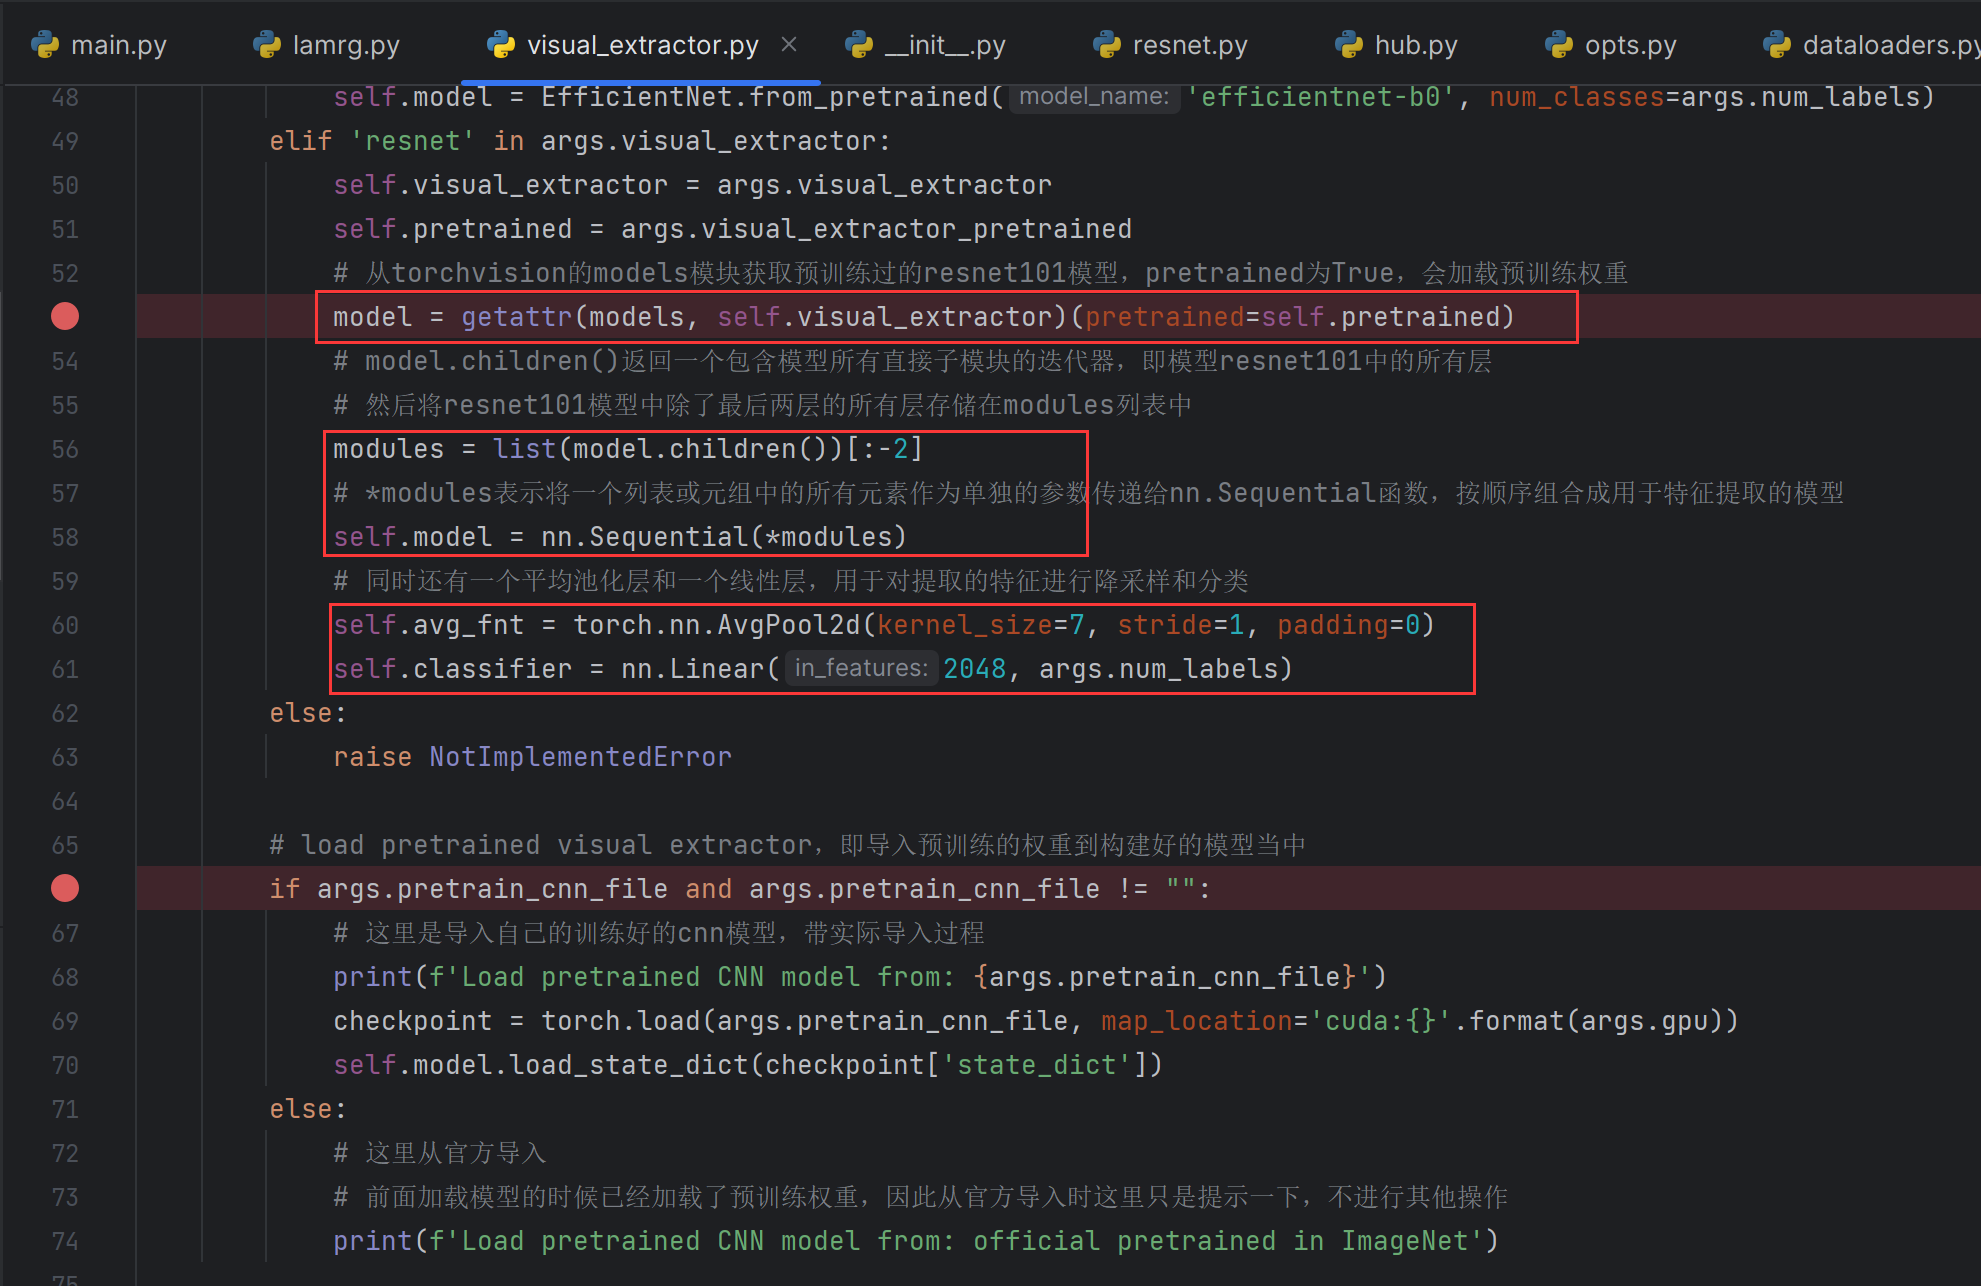 main.py lamrg.py visual_extractor.py __init__.py resnet.py hub.py opts.py dataloaders.py
48 self.model = EfficientNet.from_pretrained( model_name: 'efficientnet-b0', num_classes=args.num_labels)
49 elif 'resnet' in args.visual_extractor:
50 self.visual_extractor = args.visual_extractor
51 self.pretrained = args.visual_extractor_pretrained
52 # 从torchvision的models模块获取预训练过的resnet101模型，pretrained为True，会加载预训练权重
model = getattr(models, self.visual_extractor)(pretrained=self.pretrained)
54 # model.children()返回一个包含模型所有直接子模块的迭代器，即模型resnet101中的所有层
55 # 然后将resnet101模型中除了最后两层的所有层存储在modules列表中
56 modules = list(model.children())[:-2]
57 # *modules表示将一个列表或元组中的所有元素作为单独的参数传递给nn.Sequential函数，按顺序组合成用于特征提取的模型
58 self.model = nn.Sequential(*modules)
59 # 同时还有一个平均池化层和一个线性层，用于对提取的特征进行降采样和分类
60 self.avg_fnt = torch.nn.AvgPool2d(kernel_size=7, stride=1, padding=0)
61 self.classifier = nn.Linear( in_features: 2048, args.num_labels)
62 else:
63 raise NotImplementedError
64
65 # load pretrained visual extractor，即导入预训练的权重到构建好的模型当中
if args.pretrain_cnn_file and args.pretrain_cnn_file != "":
67 # 这里是导入自己的训练好的cnn模型，带实际导入过程
68 print(f'Load pretrained CNN model from: {args.pretrain_cnn_file}')
69 checkpoint = torch.load(args.pretrain_cnn_file, map_location='cuda:{}'.format(args.gpu))
70 self.model.load_state_dict(checkpoint['state_dict'])
71 else:
72 # 这里从官方导入
73 # 前面加载模型的时候已经加载了预训练权重，因此从官方导入时这里只是提示一下，不进行其他操作
74 print(f'Load pretrained CNN model from: official pretrained in ImageNet')
75